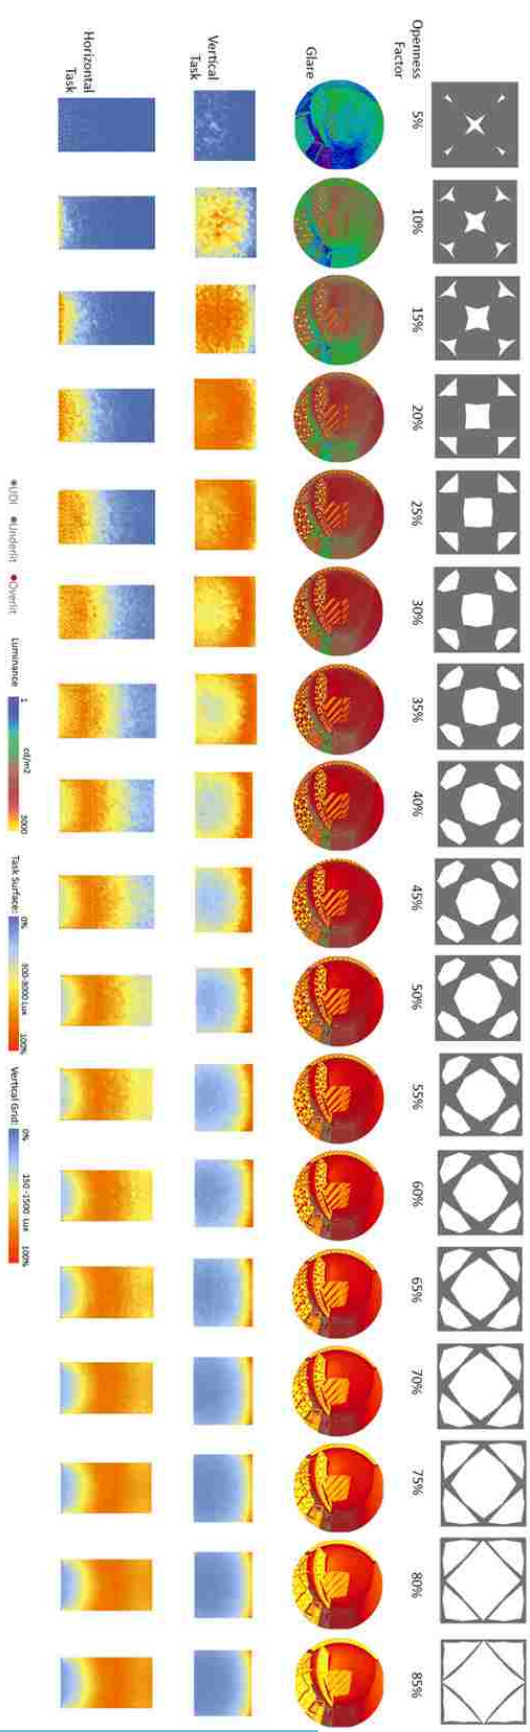 Openness
Factor
5%
10%
15%
20%
25%
30%
35%
40%
45%
50%
55%
60%
65%
70%
75%
80%
85%
Glare
Vertical
Task
Horizontal
Task
UDI Underlit Overlit
Luminance 1 cd/m2 3000
Task Surface: 0% 300-3000 Lux 100%
Vertical Grid: 0% 150-1500 Lux 100%